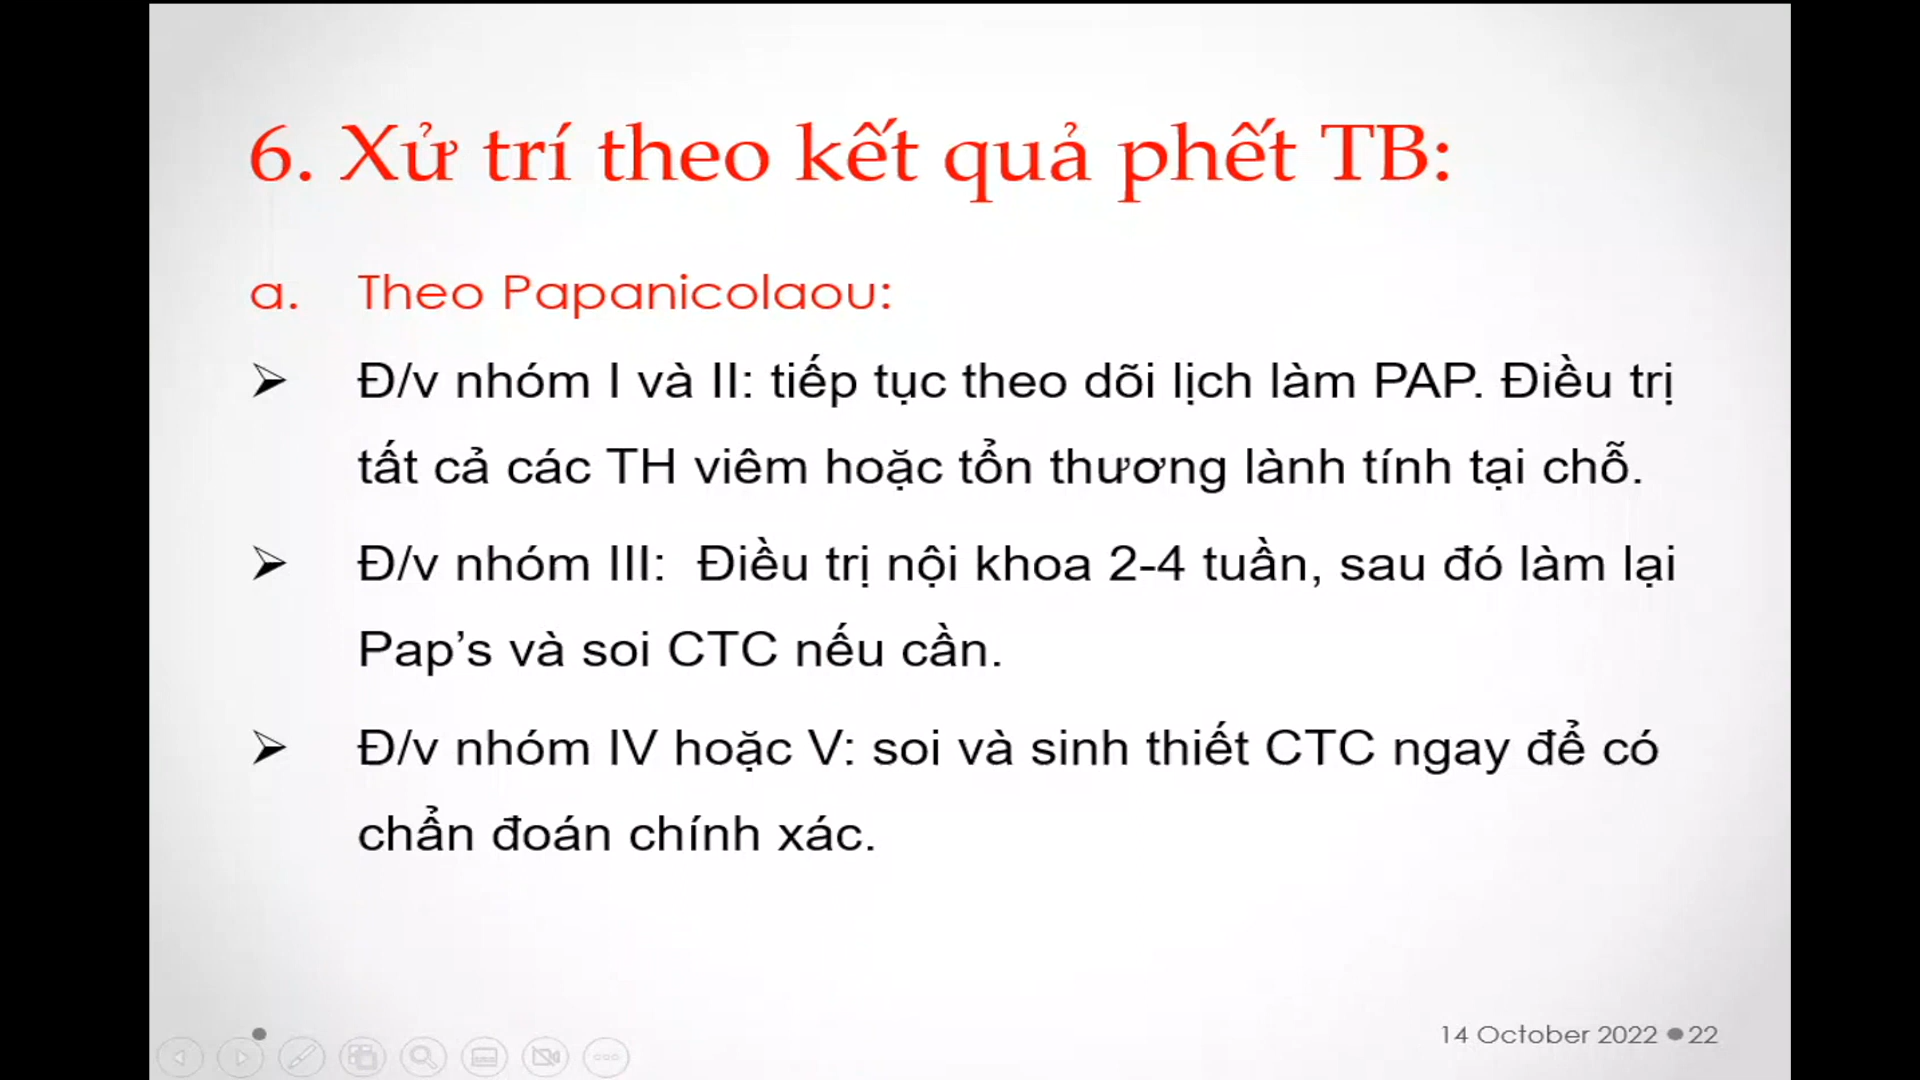 6. Xử trí theo kết quả phết TB:
a. Theo Papanicolaou:
➢ Đ/v nhóm I và II: tiếp tục theo dõi lịch làm PAP. Điều trị
tất cả các TH viêm hoặc tổn thương lành tính tại chỗ.
➢ Đ/v nhóm III: Điều trị nội khoa 2-4 tuần, sau đó làm lại
Pap’s và soi CTC nếu cần.
➢ Đ/v nhóm IV hoặc V: soi và sinh thiết CTC ngay để có
chẩn đoán chính xác.
14 October 2022 ●22